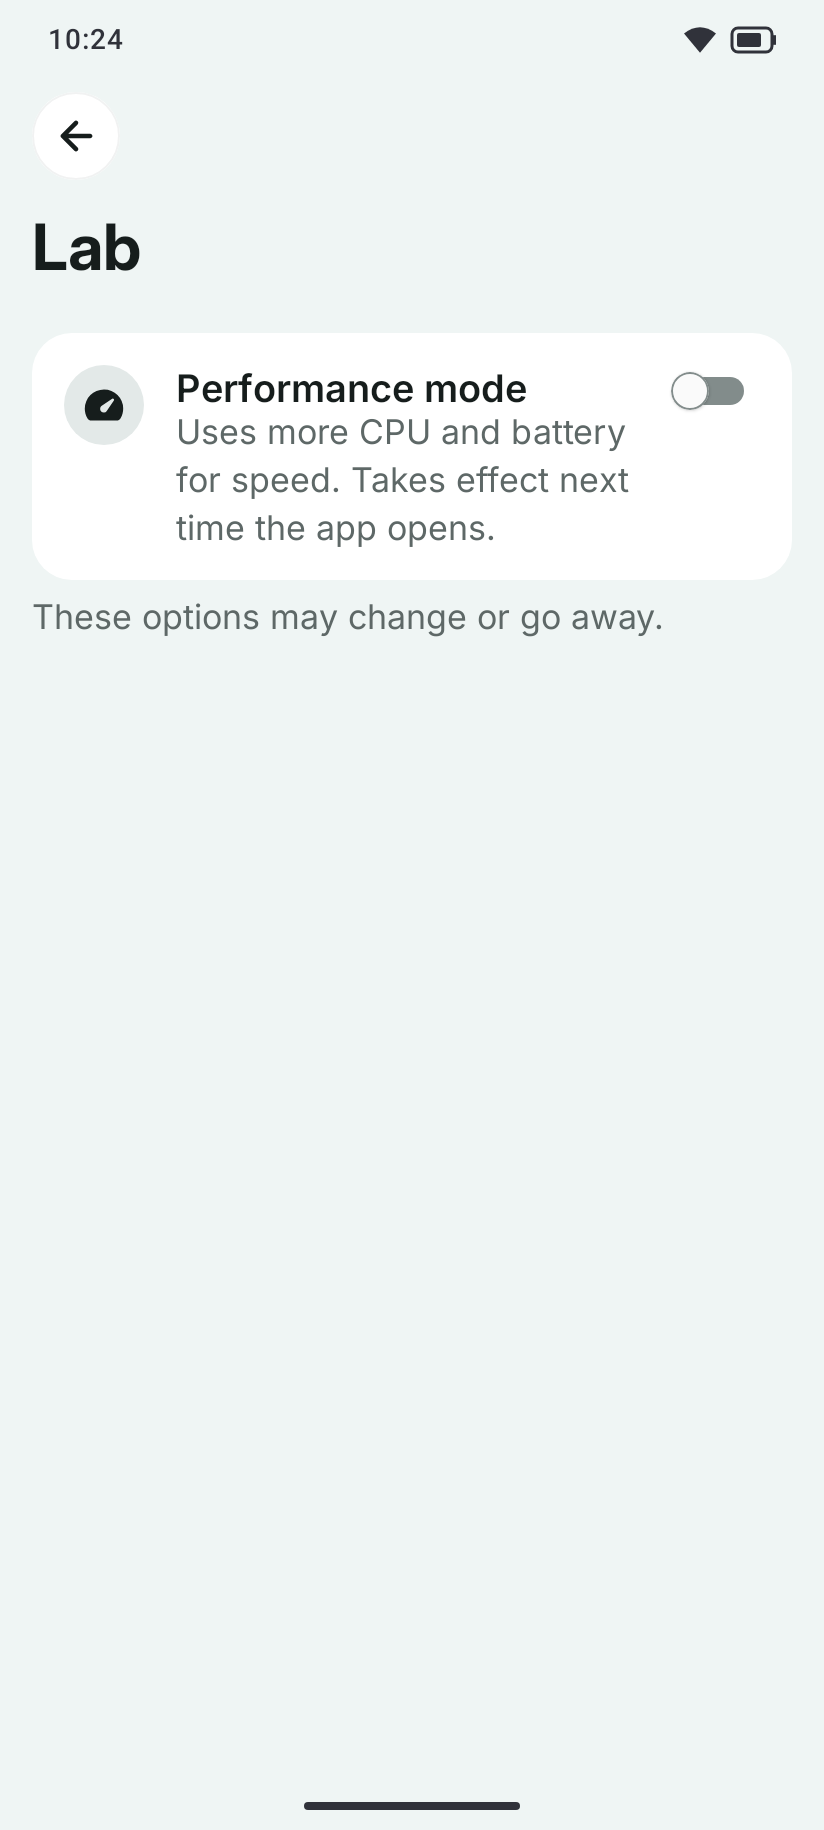 10:24
Lab
Performance mode
Uses more CPU and battery
for speed. Takes effect next
time the app opens.
These options may change or go away.